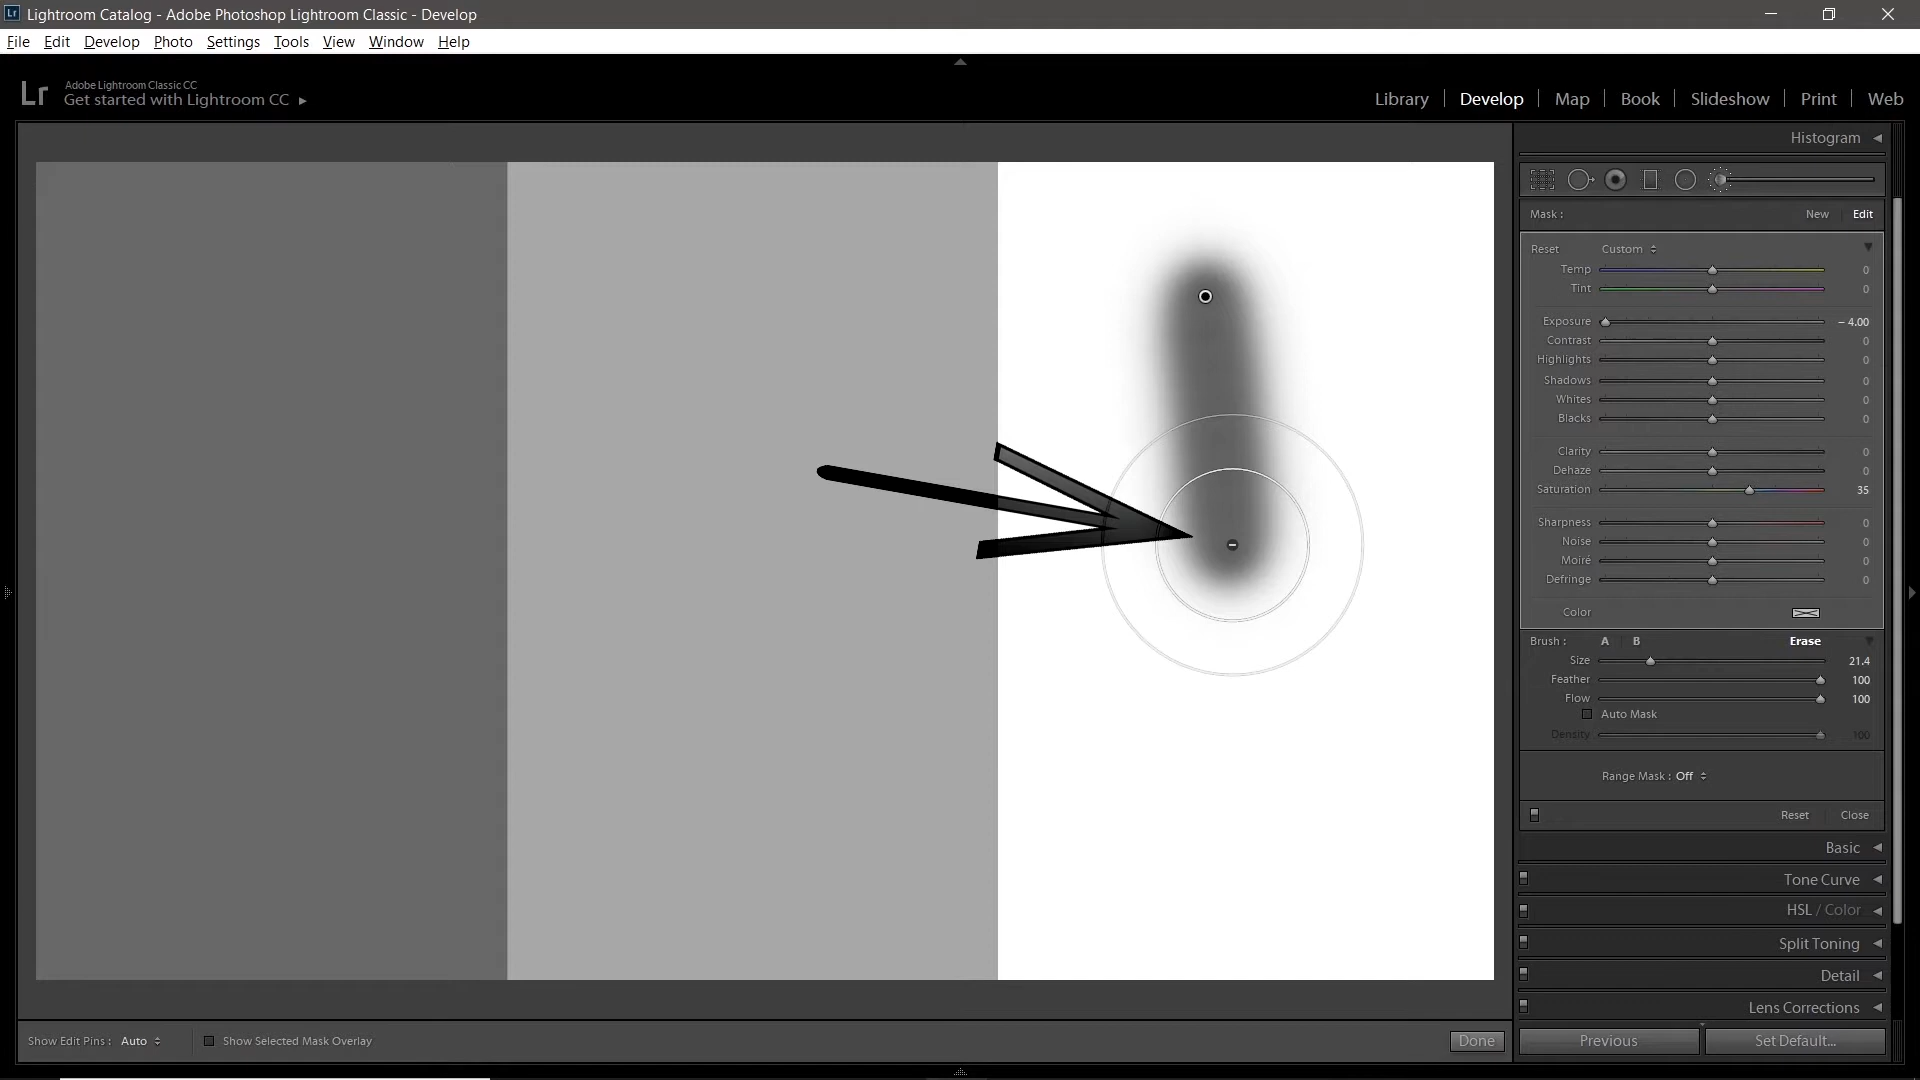 Lr Lightroom Catalog - Adobe Photoshop Lightroom Classic - Develop
File Edit Develop Photo Settings Tools View Window Help
Lr Adobe Lightroom Classic CC
Get started with Lightroom CC
Library Develop Map Book Slideshow Print Web
Histogram
Mask : New Edit
Reset Custom
Temp 0
Tint 0
Exposure – 4.00
Contrast 0
Highlights 0
Shadows 0
Whites 0
Blacks 0
Clarity 0
Dehaze 0
Saturation 35
Sharpness 0
Noise 0
Moiré 0
Defringe 0
Color
Brush : A B Erase
Size 21.4
Feather 100
Flow 100
Auto Mask
Density 100
Range Mask : Off
Reset Close
Basic
Tone Curve
HSL / Color
Split Toning
Detail
Lens Corrections
Show Edit Pins : Auto Show Selected Mask Overlay Done Previous Set Default...